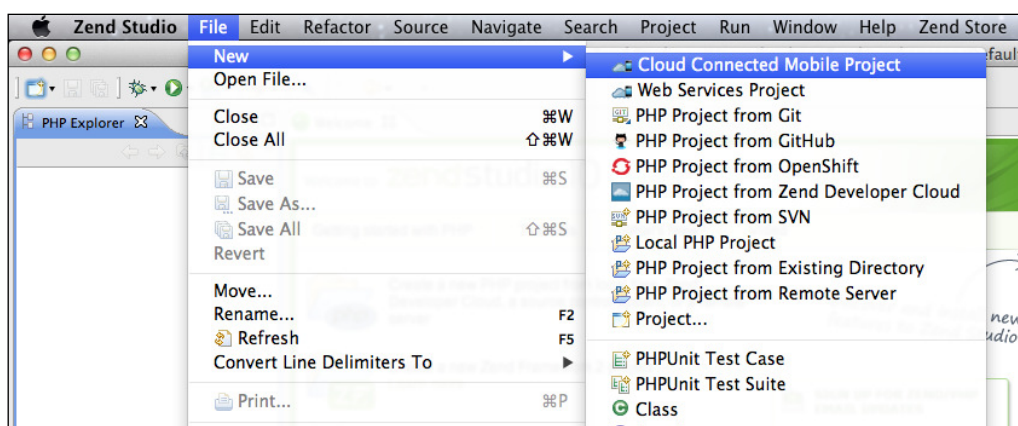 Zend Studio File Edit Refactor Source Navigate Search Project Run Window Help Zend Store
PHP Explorer
New
Open File...
Close ⌘W
Close All ⇧⌘W
Save ⌘S
Save As...
Save All ⇧⌘S
Revert
Move...
Rename... F2
Refresh F5
Convert Line Delimiters To
Print... ⌘P
Cloud Connected Mobile Project
Web Services Project
PHP Project from Git
PHP Project from GitHub
PHP Project from OpenShift
PHP Project from Zend Developer Cloud
PHP Project from SVN
Local PHP Project
PHP Project from Existing Directory
PHP Project from Remote Server
Project...
PHPUnit Test Case
PHPUnit Test Suite
Class
new